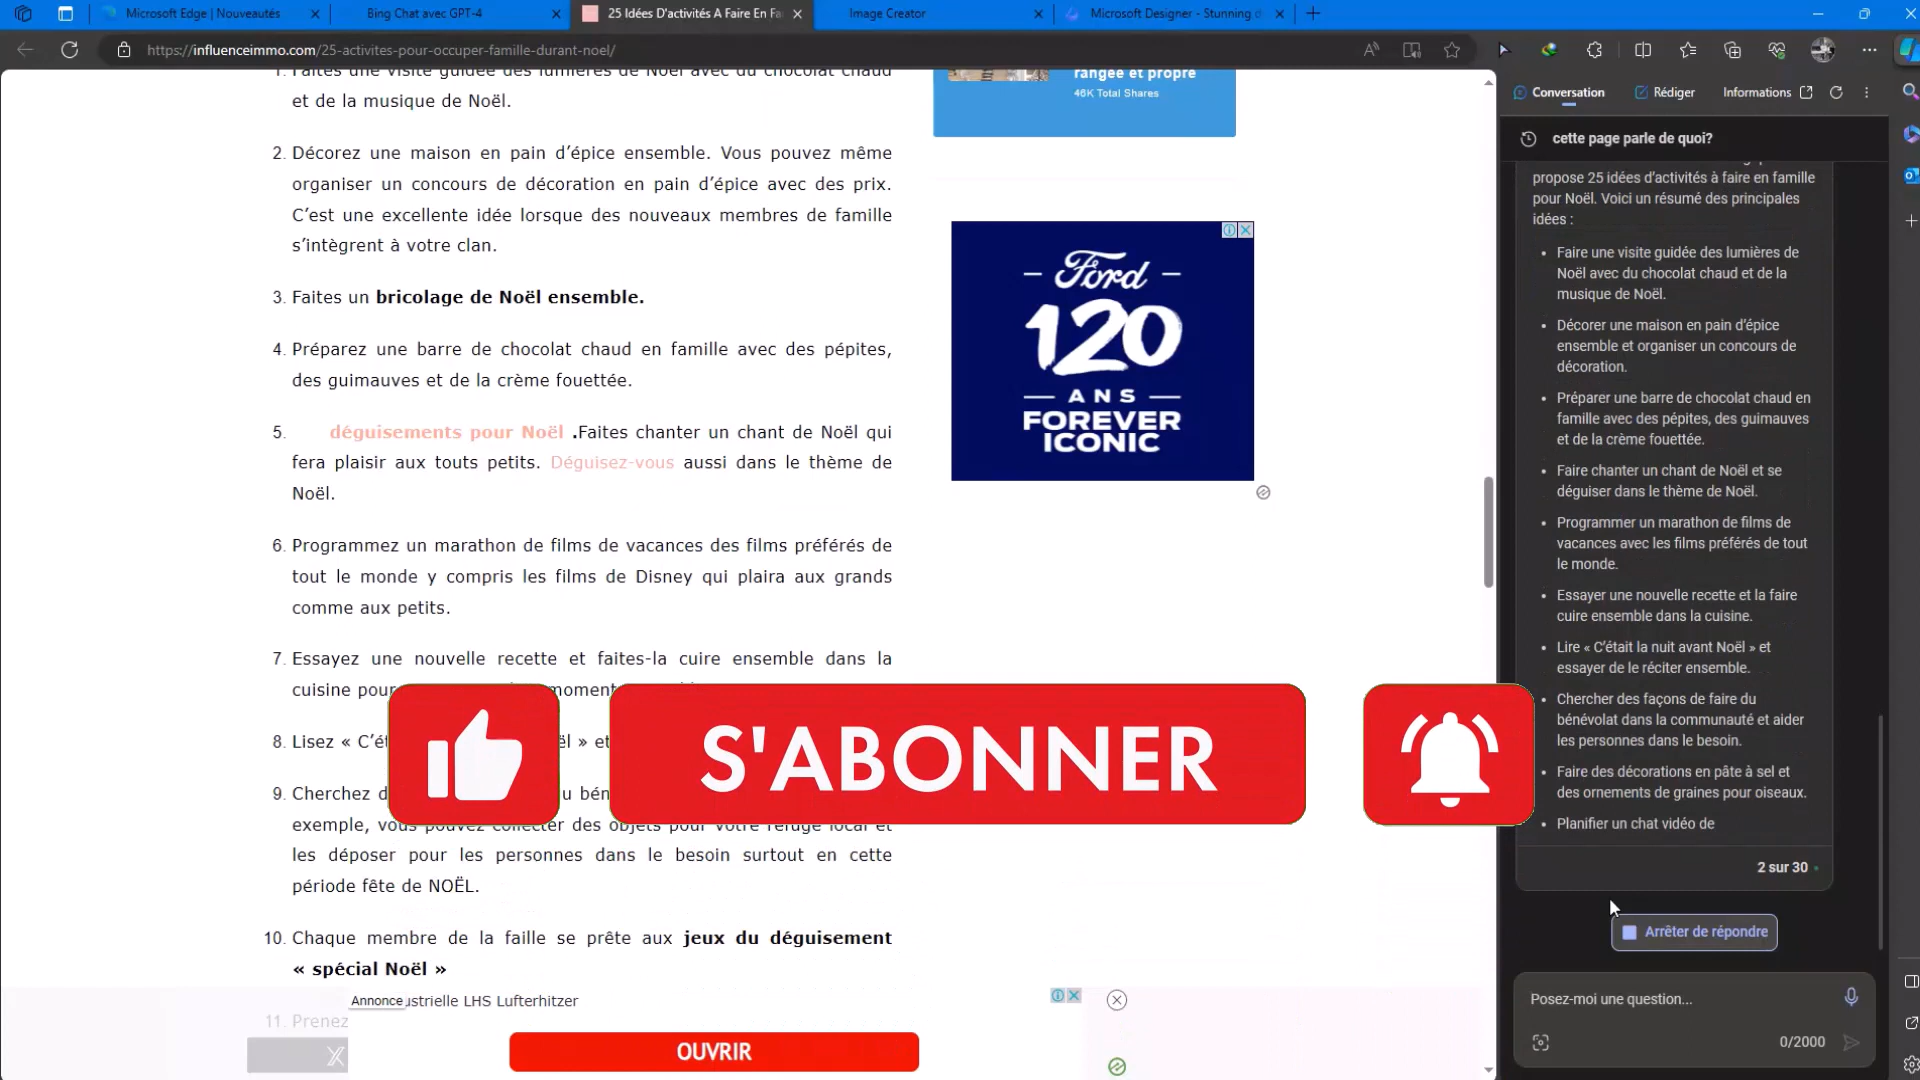 Microsoft Edge | Nouveautés
Bing Chat avec GPT-4
25 Idées D'activités A Faire En Fa
Image Creator
Microsoft Designer - Stunning d
https://influenceimmo.com/25-activites-pour-occuper-famille-durant-noel/
1. Faites une visite guidée des lumières de Noël avec du chocolat chaud
et de la musique de Noël.
2. Décorez une maison en pain d'épice ensemble. Vous pouvez même
organiser un concours de décoration en pain d'épice avec des prix.
C'est une excellente idée lorsque des nouveaux membres de famille
s'intègrent à votre clan.
3. Faites un bricolage de Noël ensemble.
4. Préparez une barre de chocolat chaud en famille avec des pépites,
des guimauves et de la crème fouettée.
5. déguisements pour Noël .Faites chanter un chant de Noël qui
fera plaisir aux touts petits. Déguisez-vous aussi dans le thème de
Noël.
6. Programmez un marathon de films de vacances des films préférés de
tout le monde y compris les films de Disney qui plaira aux grands
comme aux petits.
7. Essayez une nouvelle recette et faites-la cuire ensemble dans la
cuisine pour moment
8. Lisez « C'ét ël » et
9. Cherchez d u bén
exemple, vous pouvez collecter des objets pour votre refuge local et
les déposer pour les personnes dans le besoin surtout en cette
période fête de NOËL.
10. Chaque membre de la faille se prête aux jeux du déguisement
« spécial Noël »
11. Prenez
rangée et propre
46K Total Shares
Ford
120
ANS
FOREVER
ICONIC
S'ABONNER
Annonce
ustrielle LHS Lufterhitzer
OUVRIR
Conversation
Rédiger
Informations
cette page parle de quoi?
propose 25 idées d'activités à faire en famille
pour Noël. Voici un résumé des principales
idées :
• Faire une visite guidée des lumières de
Noël avec du chocolat chaud et de la
musique de Noël.
• Décorer une maison en pain d'épice
ensemble et organiser un concours de
décoration.
• Préparer une barre de chocolat chaud en
famille avec des pépites, des guimauves
et de la crème fouettée.
• Faire chanter un chant de Noël et se
déguiser dans le thème de Noël.
• Programmer un marathon de films de
vacances avec les films préférés de tout
le monde.
• Essayer une nouvelle recette et la faire
cuire ensemble dans la cuisine.
• Lire « C'était la nuit avant Noël » et
essayer de le réciter ensemble.
• Chercher des façons de faire du
bénévolat dans la communauté et aider
les personnes dans le besoin.
• Faire des décorations en pâte à sel et
des ornements de graines pour oiseaux.
• Planifier un chat vidéo de
2 sur 30
Arrêter de répondre
Posez-moi une question...
0/2000